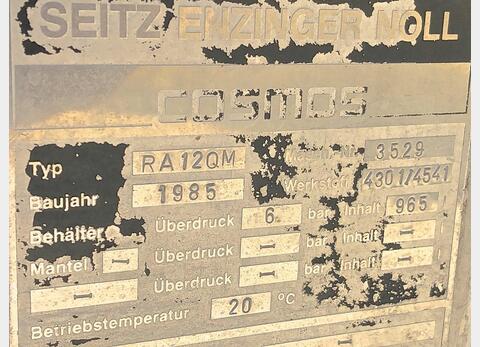 SEITZ ENZINGER NOLL
COSMOS
Typ RA12QM 3529
Baujahr 1985 Werkstoff 4301/4541
Behälter Überdruck 6 bar Inhalt 965
Mantel I Überdruck I bar Inhalt I
I Überdruck I bar Inhalt I
Betriebstemperatur 20 °C